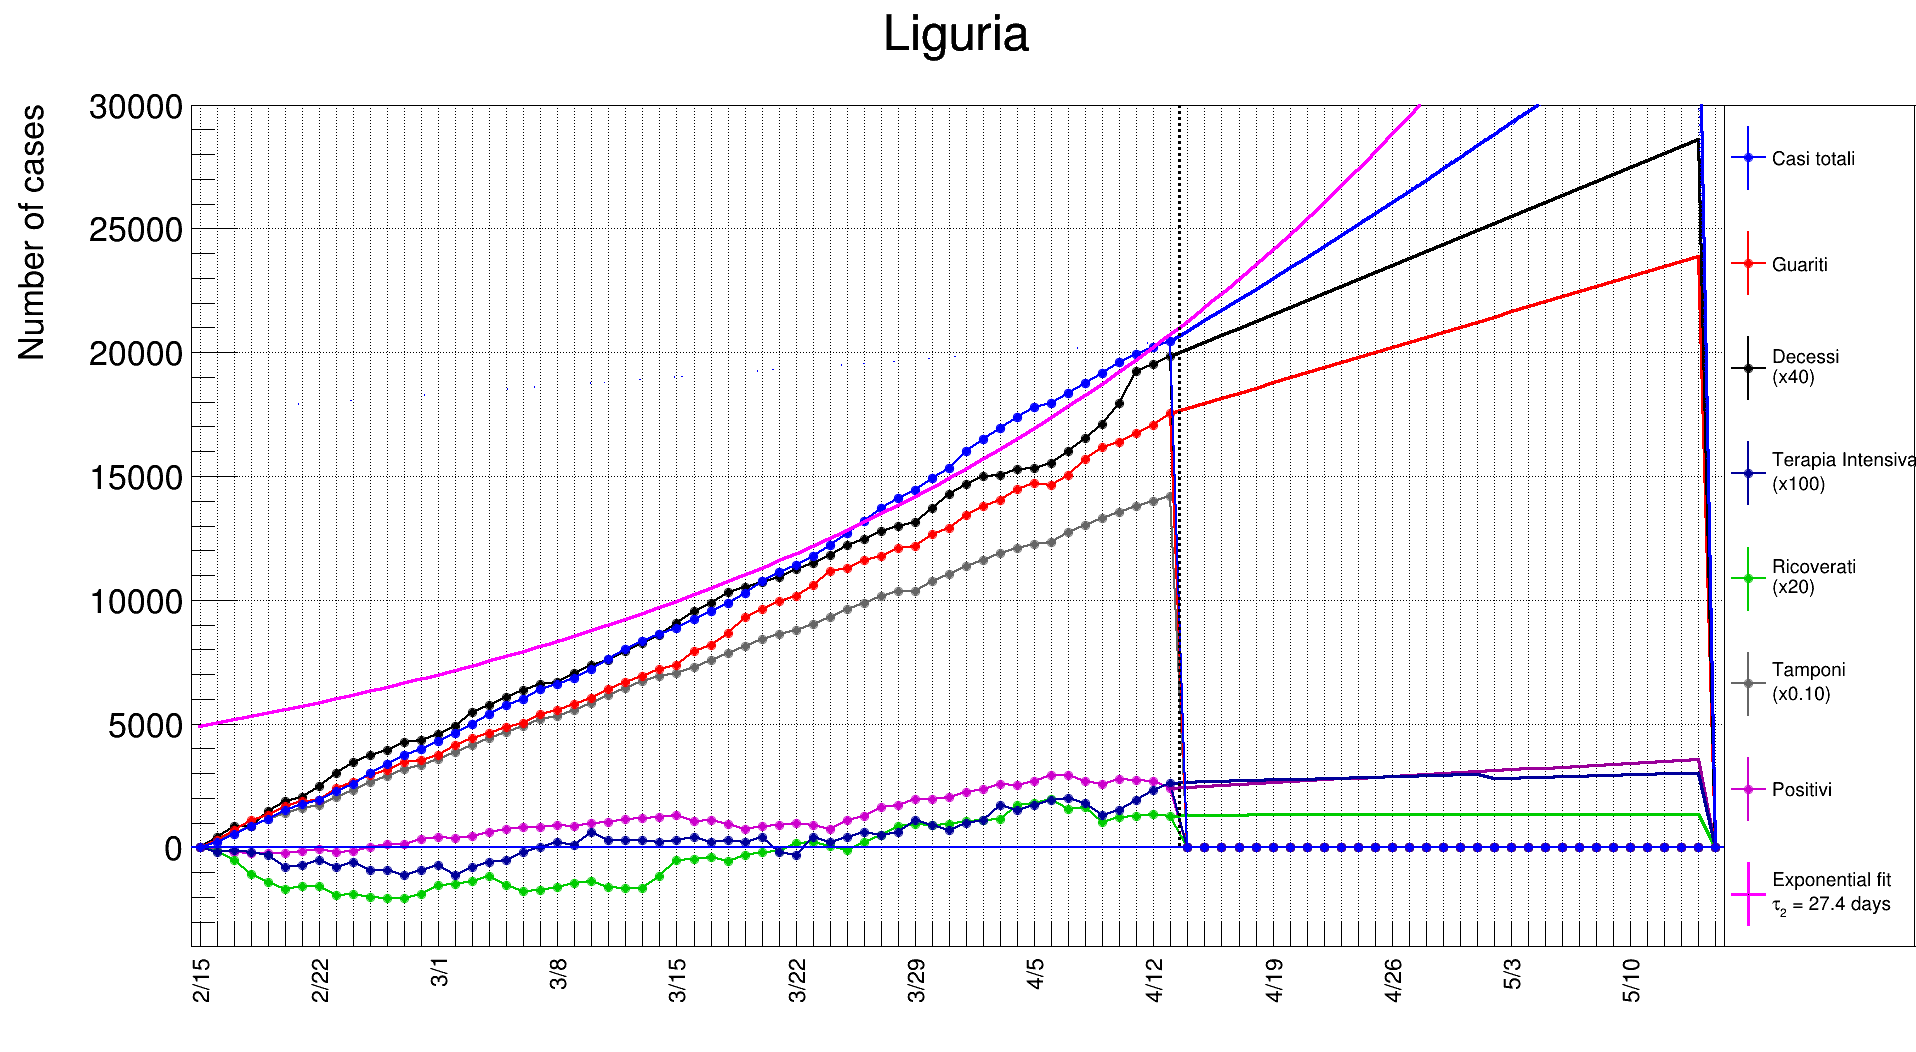 Liguria
Number of cases
30000
25000
20000
15000
10000
5000
0
2/15
2/22
3/1
3/8
3/15
3/22
3/29
4/5
4/12
4/19
4/26
5/3
5/10
Casi totali
Guariti
Decessi
(x40)
Terapia Intensiva
(x100)
Ricoverati
(x20)
Tamponi
(x0.10)
Positivi
Exponential fit
τ2 = 27.4 days